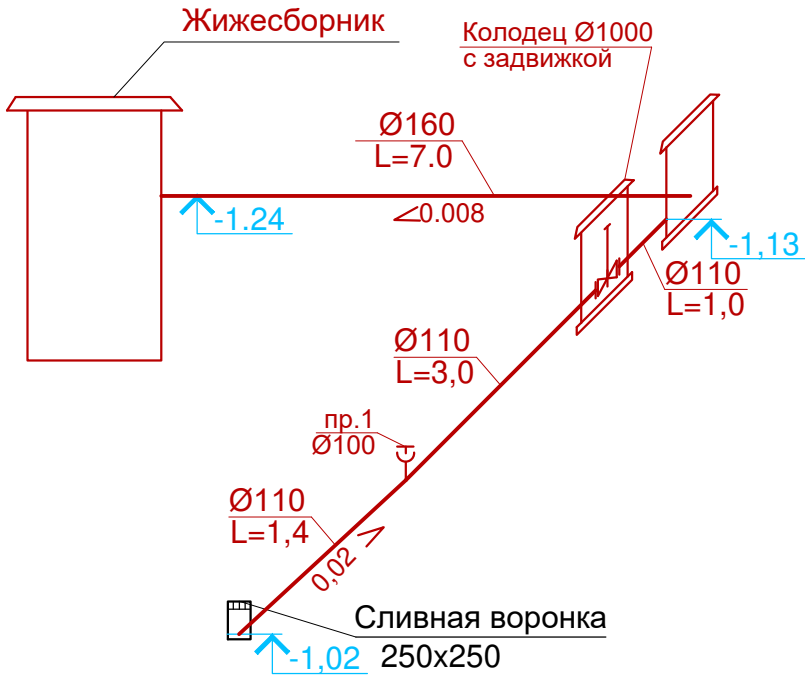 Жижесборник
Колодец Ø1000
с задвижкой
Ø160
L=7.0
0.008
-1.24
-1,13
Ø110
L=1,0
Ø110
L=3,0
пр.1
Ø100
Ø110
L=1,4
0,02
Сливная воронка
250х250
-1,02